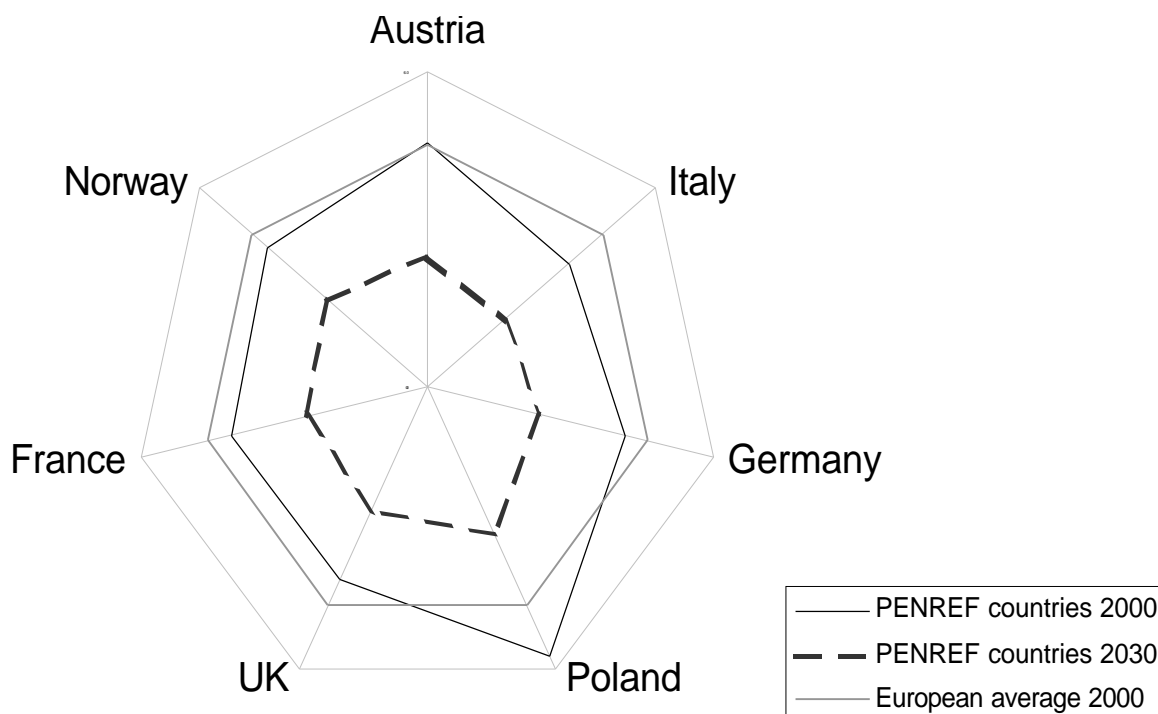 Austria
Norway
Italy
France
Germany
UK
Poland
PENREF countries 2000
PENREF countries 2030
European average 2000